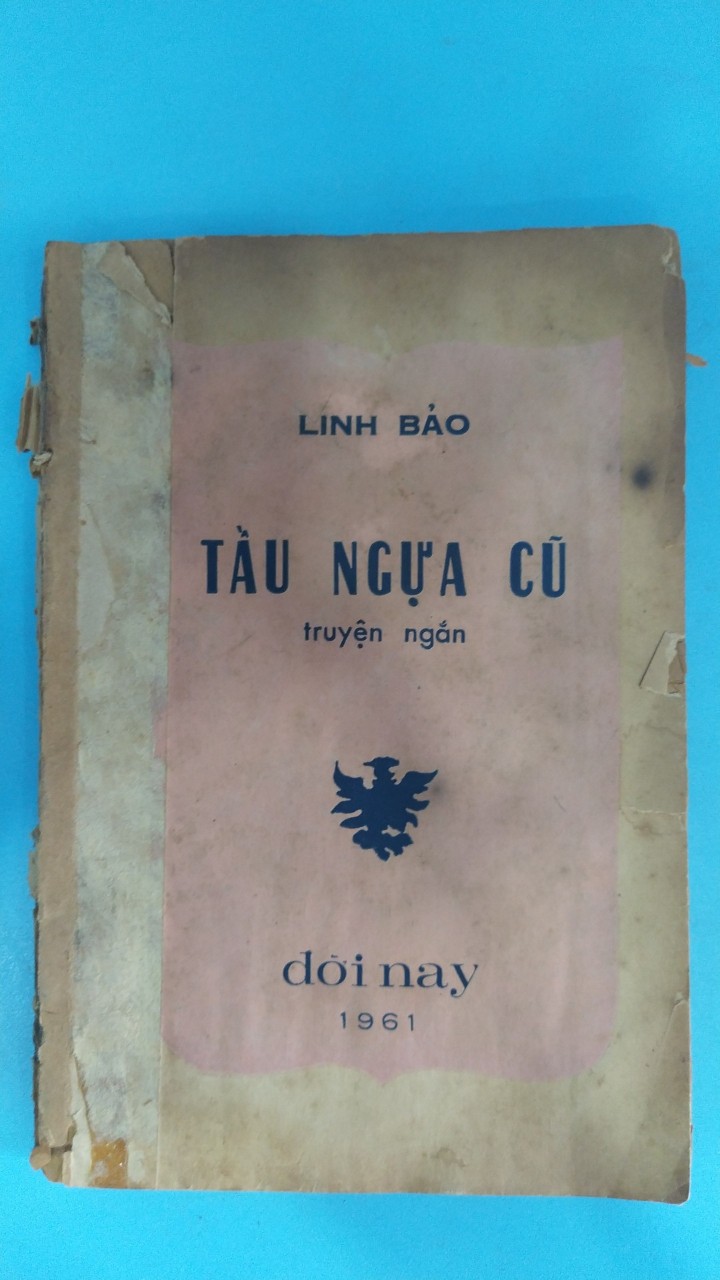 LINH BẢO
TẦU NGỰA CŨ
truyện ngắn
đời nay
1961